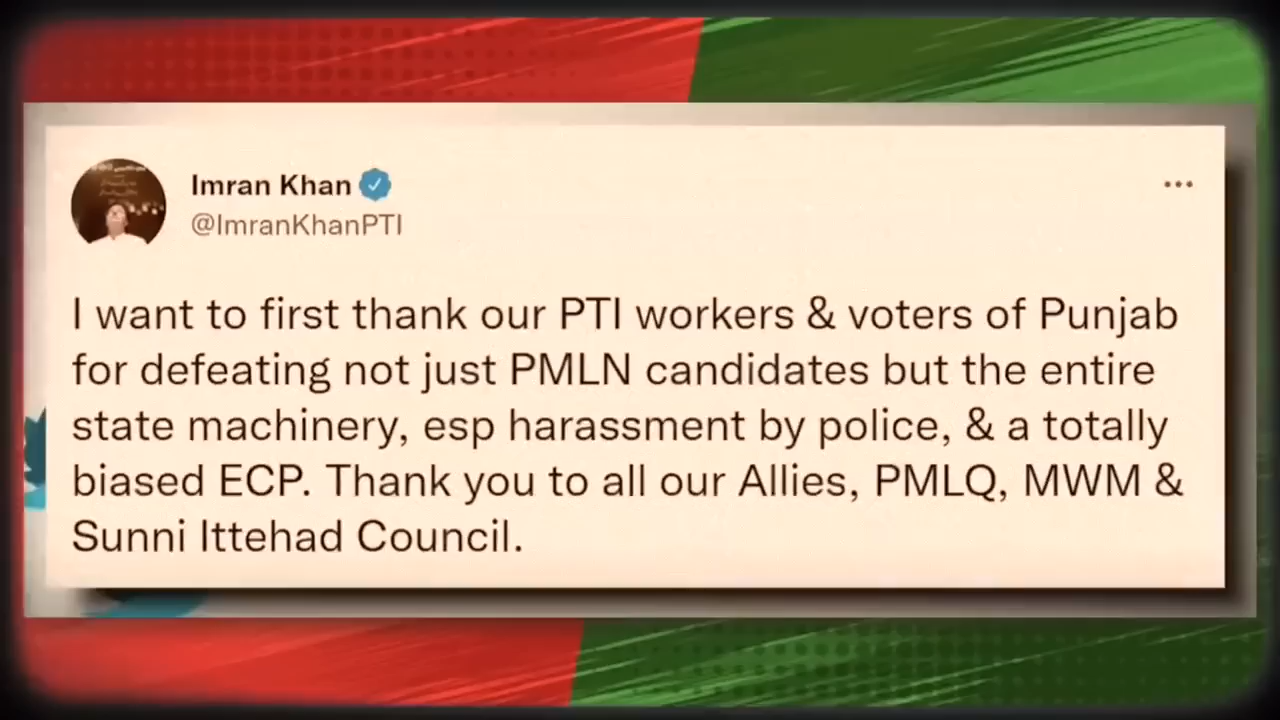 Imran Khan
@ImranKhanPTI
I want to first thank our PTI workers & voters of Punjab
for defeating not just PMLN candidates but the entire
state machinery, esp harassment by police, & a totally
biased ECP. Thank you to all our Allies, PMLQ, MWM &
Sunni Ittehad Council.